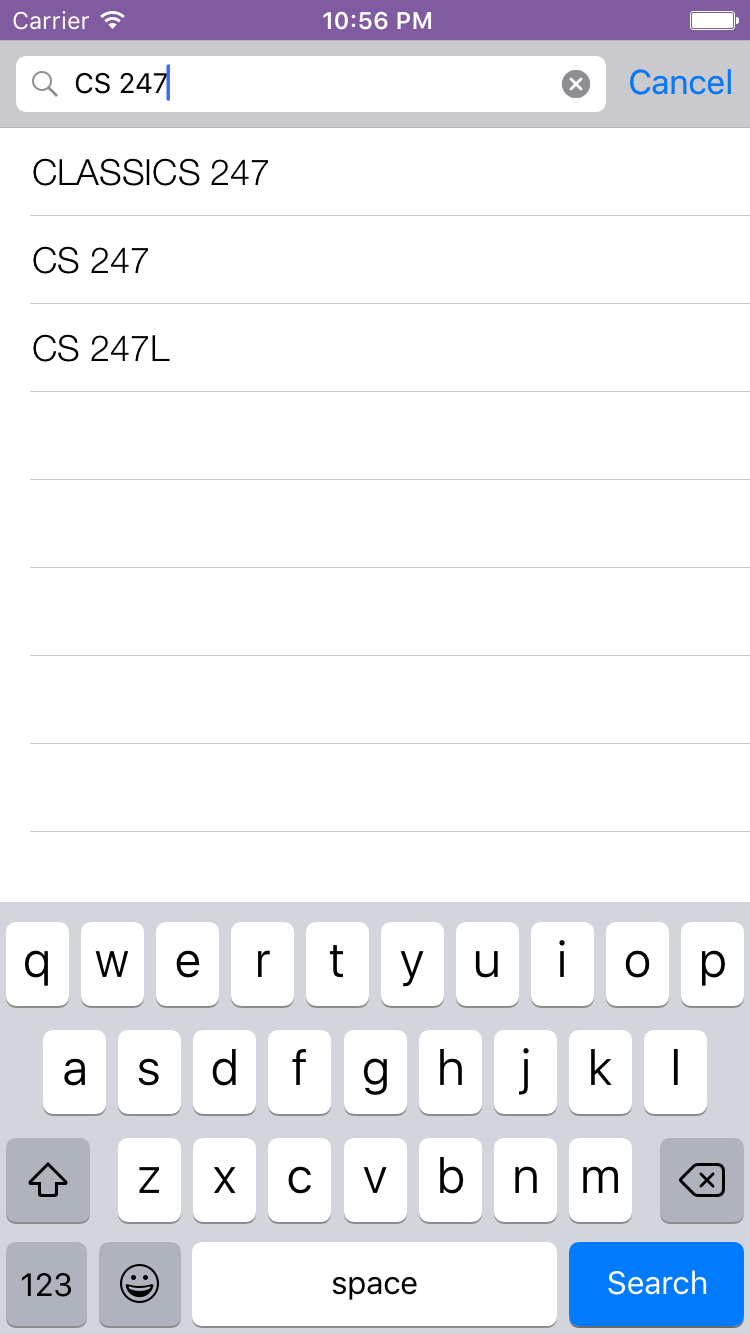 Carrier 10:56 PM
CS 247 Cancel
CLASSICS 247
CS 247
CS 247L
q w e r t y u i o p
a s d f g h j k l
z x c v b n m
123 space Search